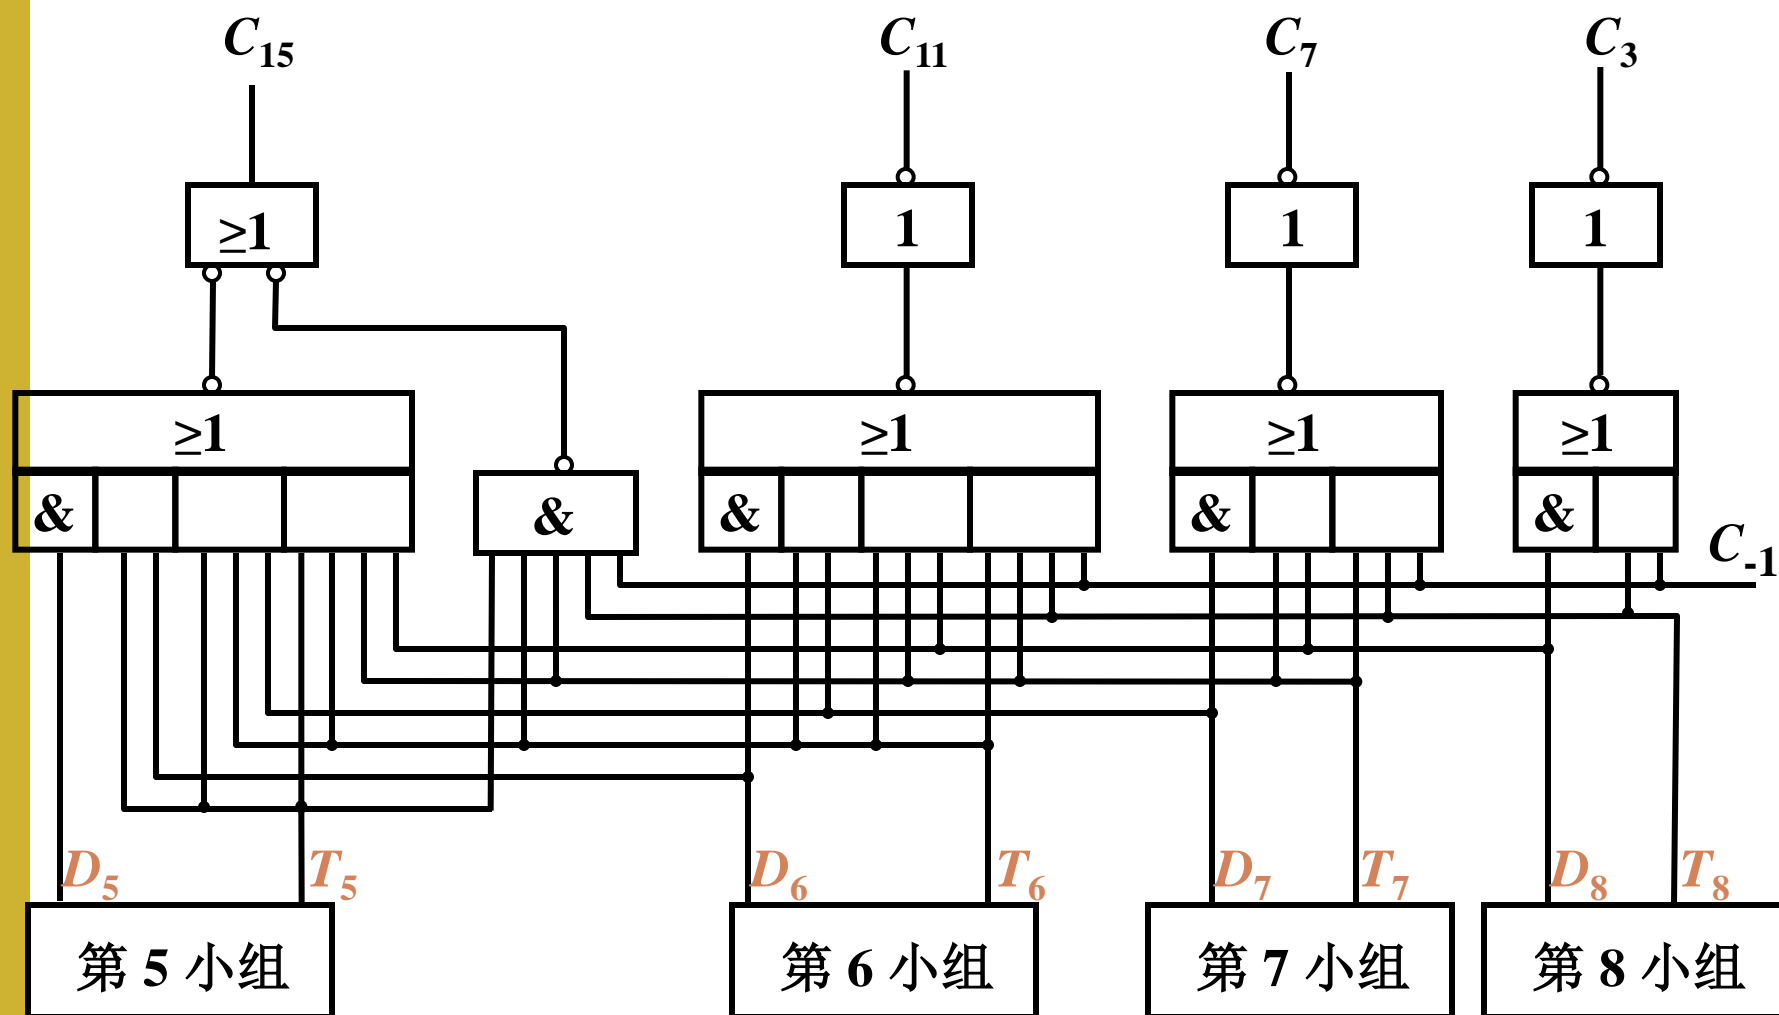 C15 C11 C7 C3
≥1 1 1 1
≥1 ≥1 ≥1 ≥1
& & & & &
C-1
D5 T5 D6 T6 D7 T7 D8 T8
第 5 小组 第 6 小组 第 7 小组 第 8 小组